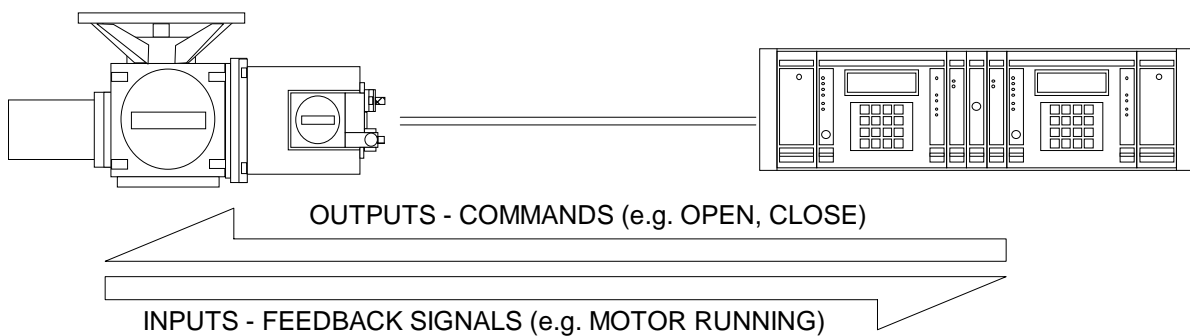 OUTPUTS - COMMANDS (e.g. OPEN, CLOSE)
INPUTS - FEEDBACK SIGNALS (e.g. MOTOR RUNNING)